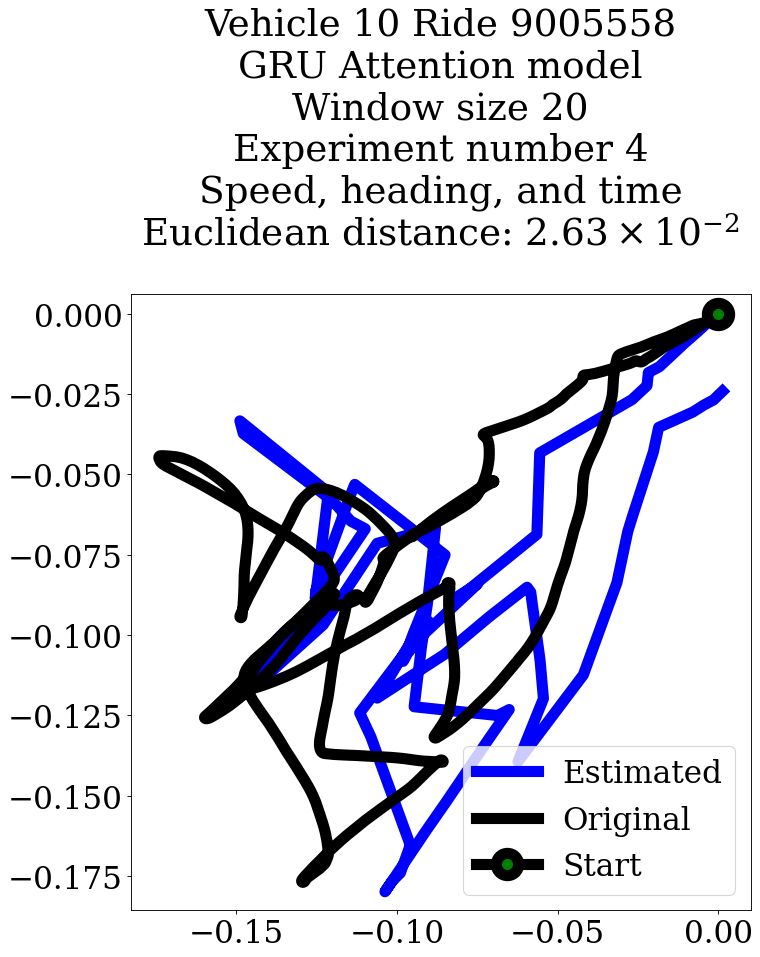 Vehicle 10 Ride 9005558
GRU Attention model
Window size 20
Experiment number 4
Speed, heading, and time
Euclidean distance: 2.63 × 10⁻²
0.000
−0.025
−0.050
−0.075
−0.100
−0.125
−0.150
−0.175
Estimated
Original
Start
−0.15
−0.10
−0.05
0.00